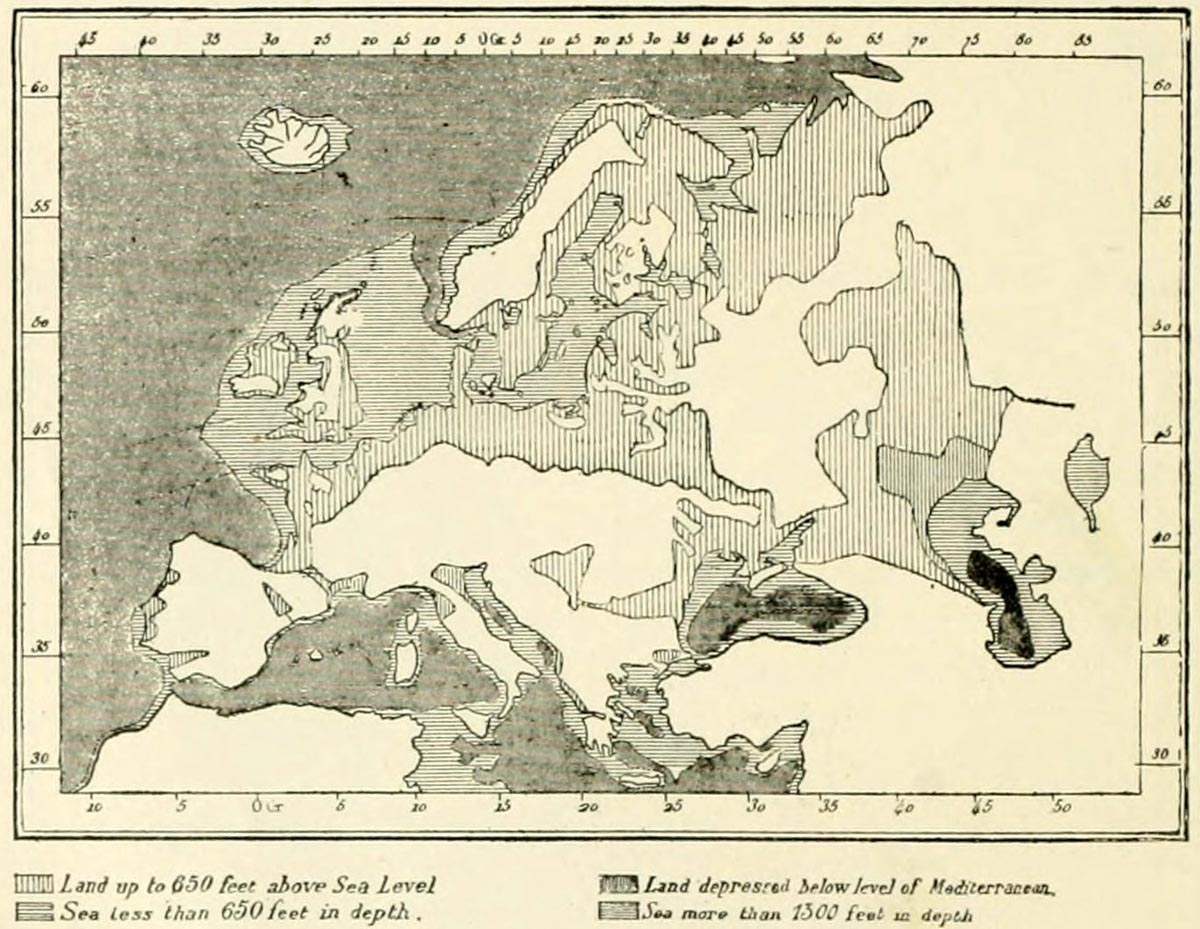 45 40 35 30 25 20 15 10 5 0 Gr. 5 10 15 20 25 30 35 40 45 50 55 60 65 70 75 80 85
60 60
55 55
50 50
45 45
40 40
35 35
30 30
10 5 0 Gr 5 10 15 20 25 30 35 40 45 50
Land up to 650 feet above Sea Level
Sea less than 650 feet in depth.
Land depressed below level of Mediterranean.
Sea more than 1300 feet in depth